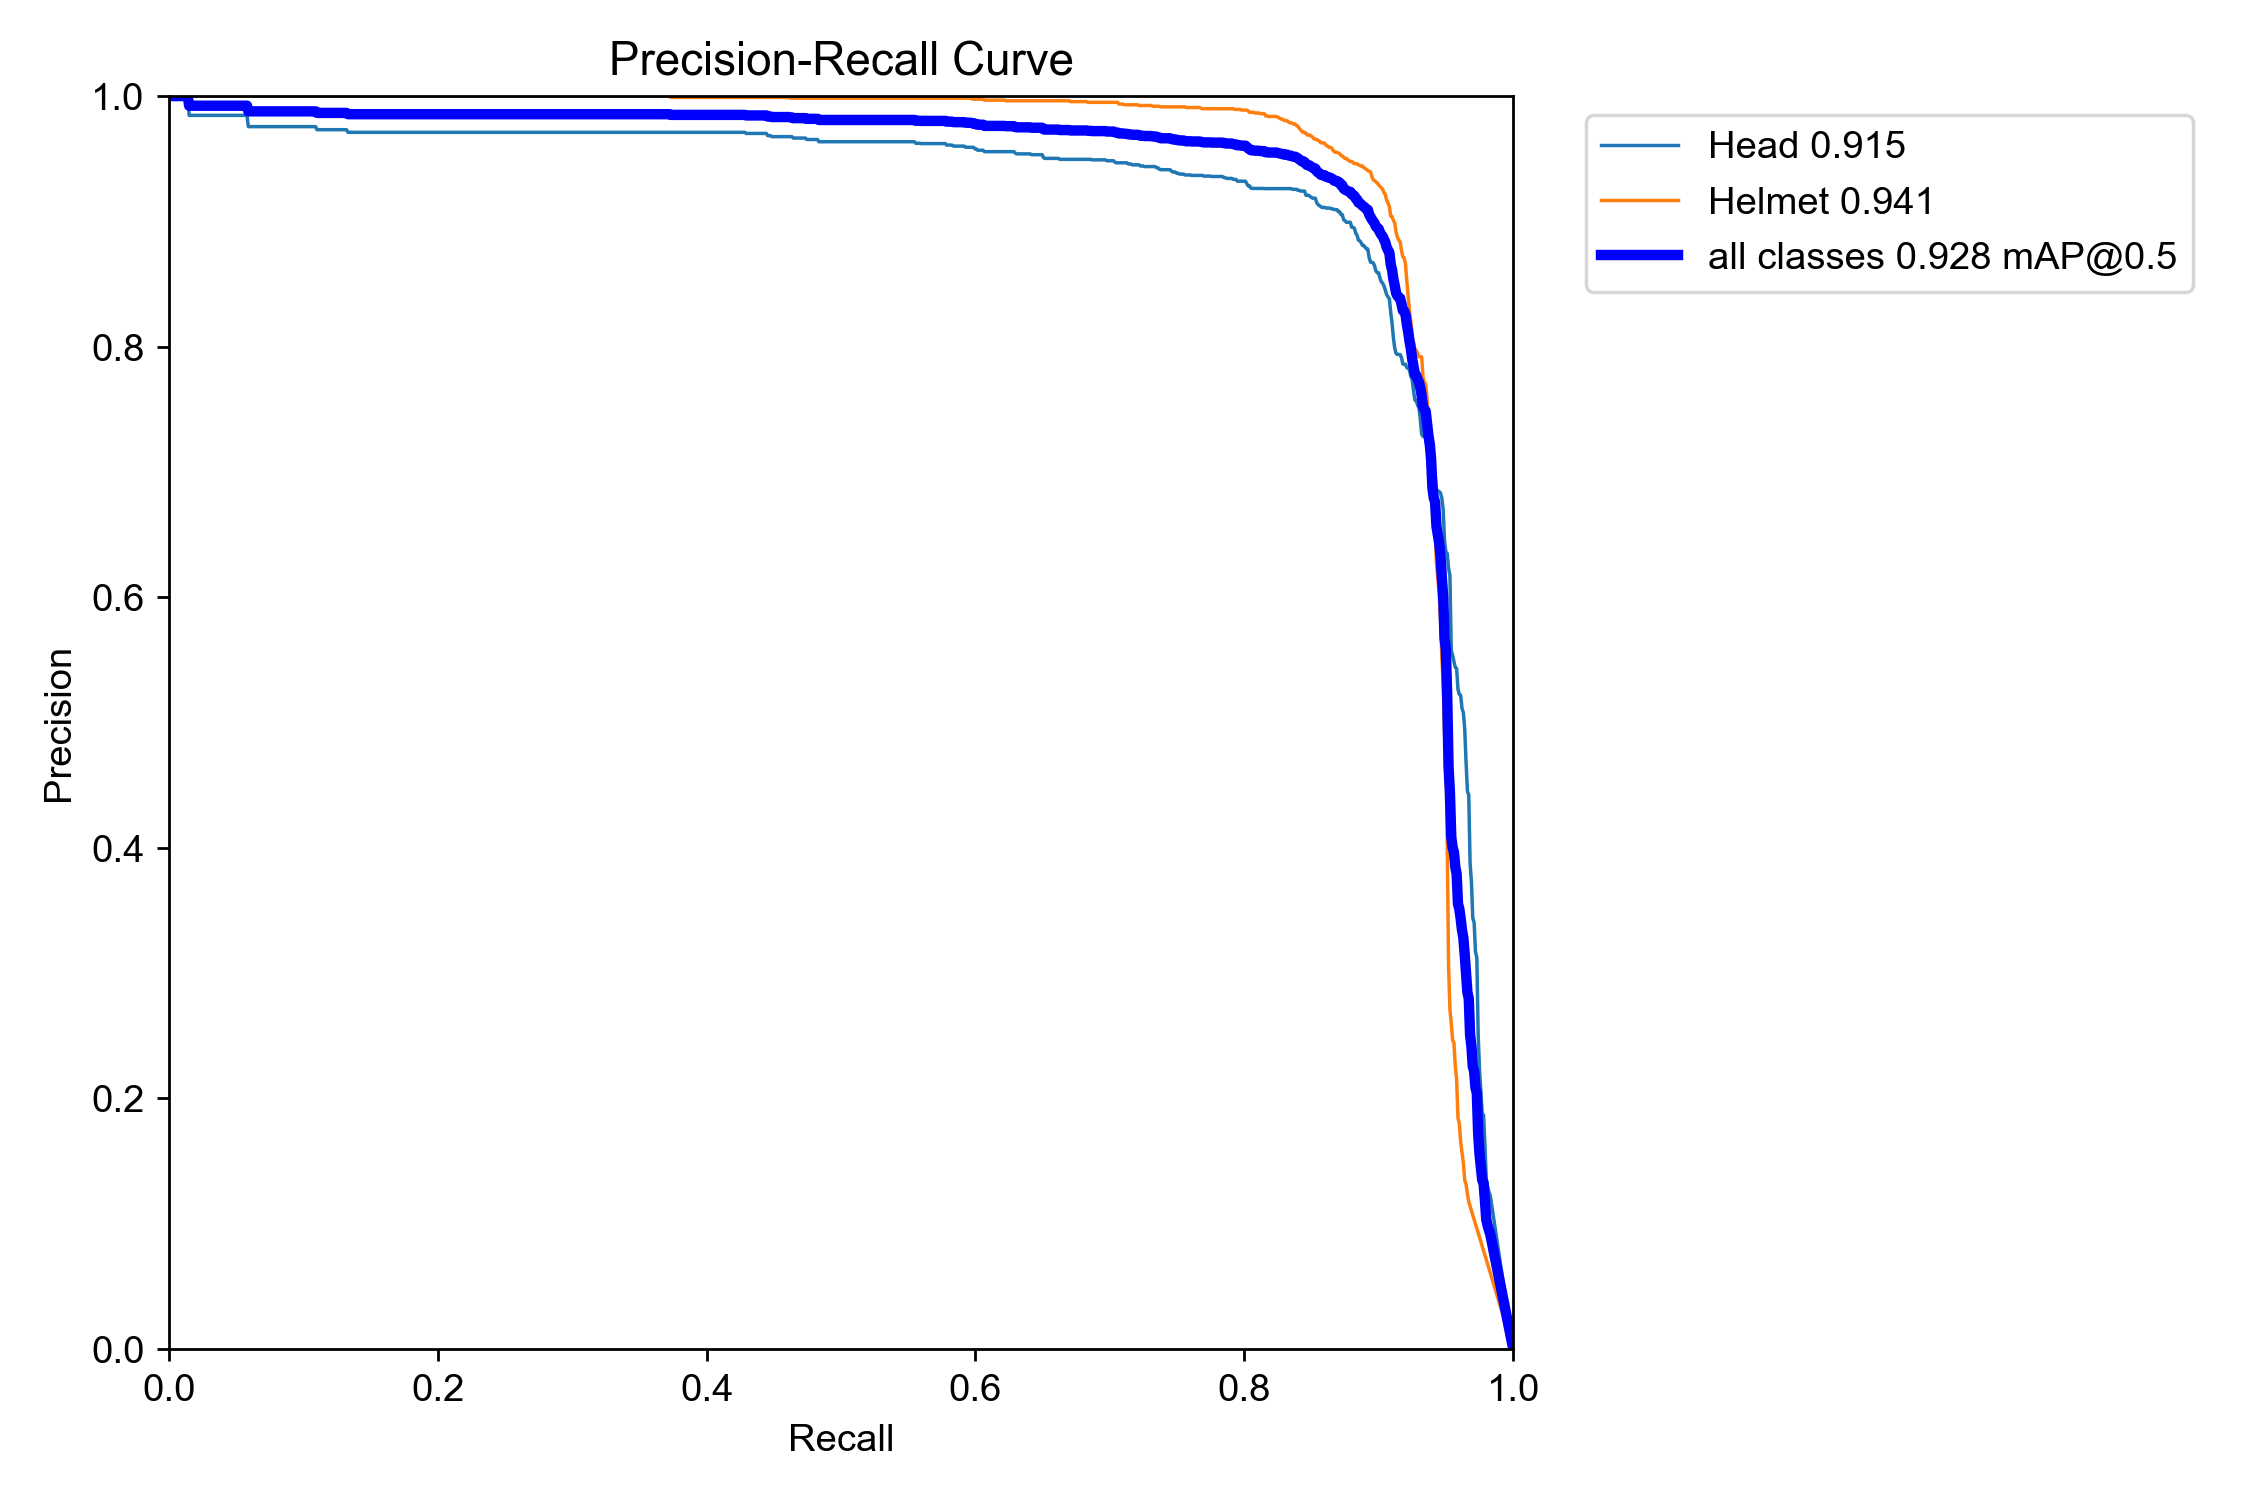 Precision-Recall Curve
1.0
0.8
0.6
0.4
0.2
0.0
Precision
0.0 0.2 0.4 0.6 0.8 1.0
Recall
Head 0.915
Helmet 0.941
all classes 0.928 mAP@0.5